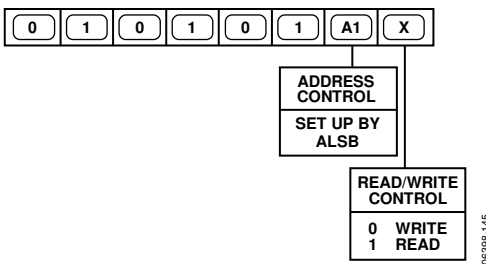 0 1 0 1 0 1 A1 X
ADDRESS
CONTROL
SET UP BY
ALSB
READ/WRITE
CONTROL
0 WRITE
1 READ
06398-145